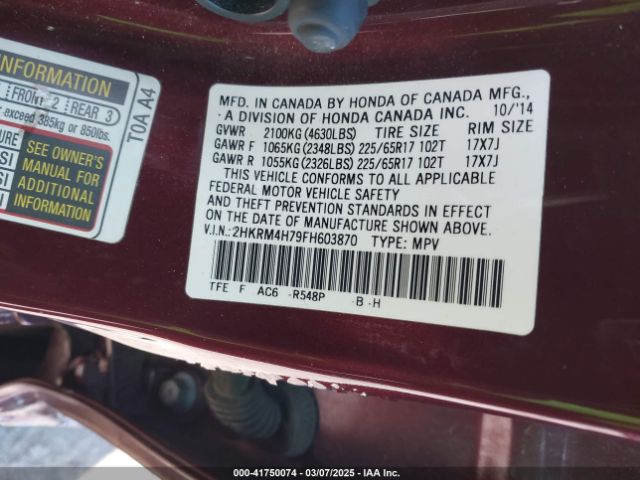 INFORMATION
FRONT 2 REAR 3
exceed 385kg or 850lbs.
SEE OWNER'S
MANUAL FOR
ADDITIONAL
INFORMATION
T0A A4
MFD. IN CANADA BY HONDA OF CANADA MFG.,
A DIVISION OF HONDA CANADA INC. 10/'14
GVWR 2100KG (4630LBS) TIRE SIZE RIM SIZE
GAWR F 1065KG (2348LBS) 225/65R17 102T 17X7J
GAWR R 1055KG (2326LBS) 225/65R17 102T 17X7J
THIS VEHICLE CONFORMS TO ALL APPLICABLE
FEDERAL MOTOR VEHICLE SAFETY
AND THEFT PREVENTION STANDARDS IN EFFECT
ON THE DATE OF MANUFACTURE SHOWN ABOVE.
V.I.N.: 2HKRM4H79FH603870 TYPE: MPV
TFE F AC6 -R548P -B -H
000-41750074 — 03/07/2025 — IAA Inc.